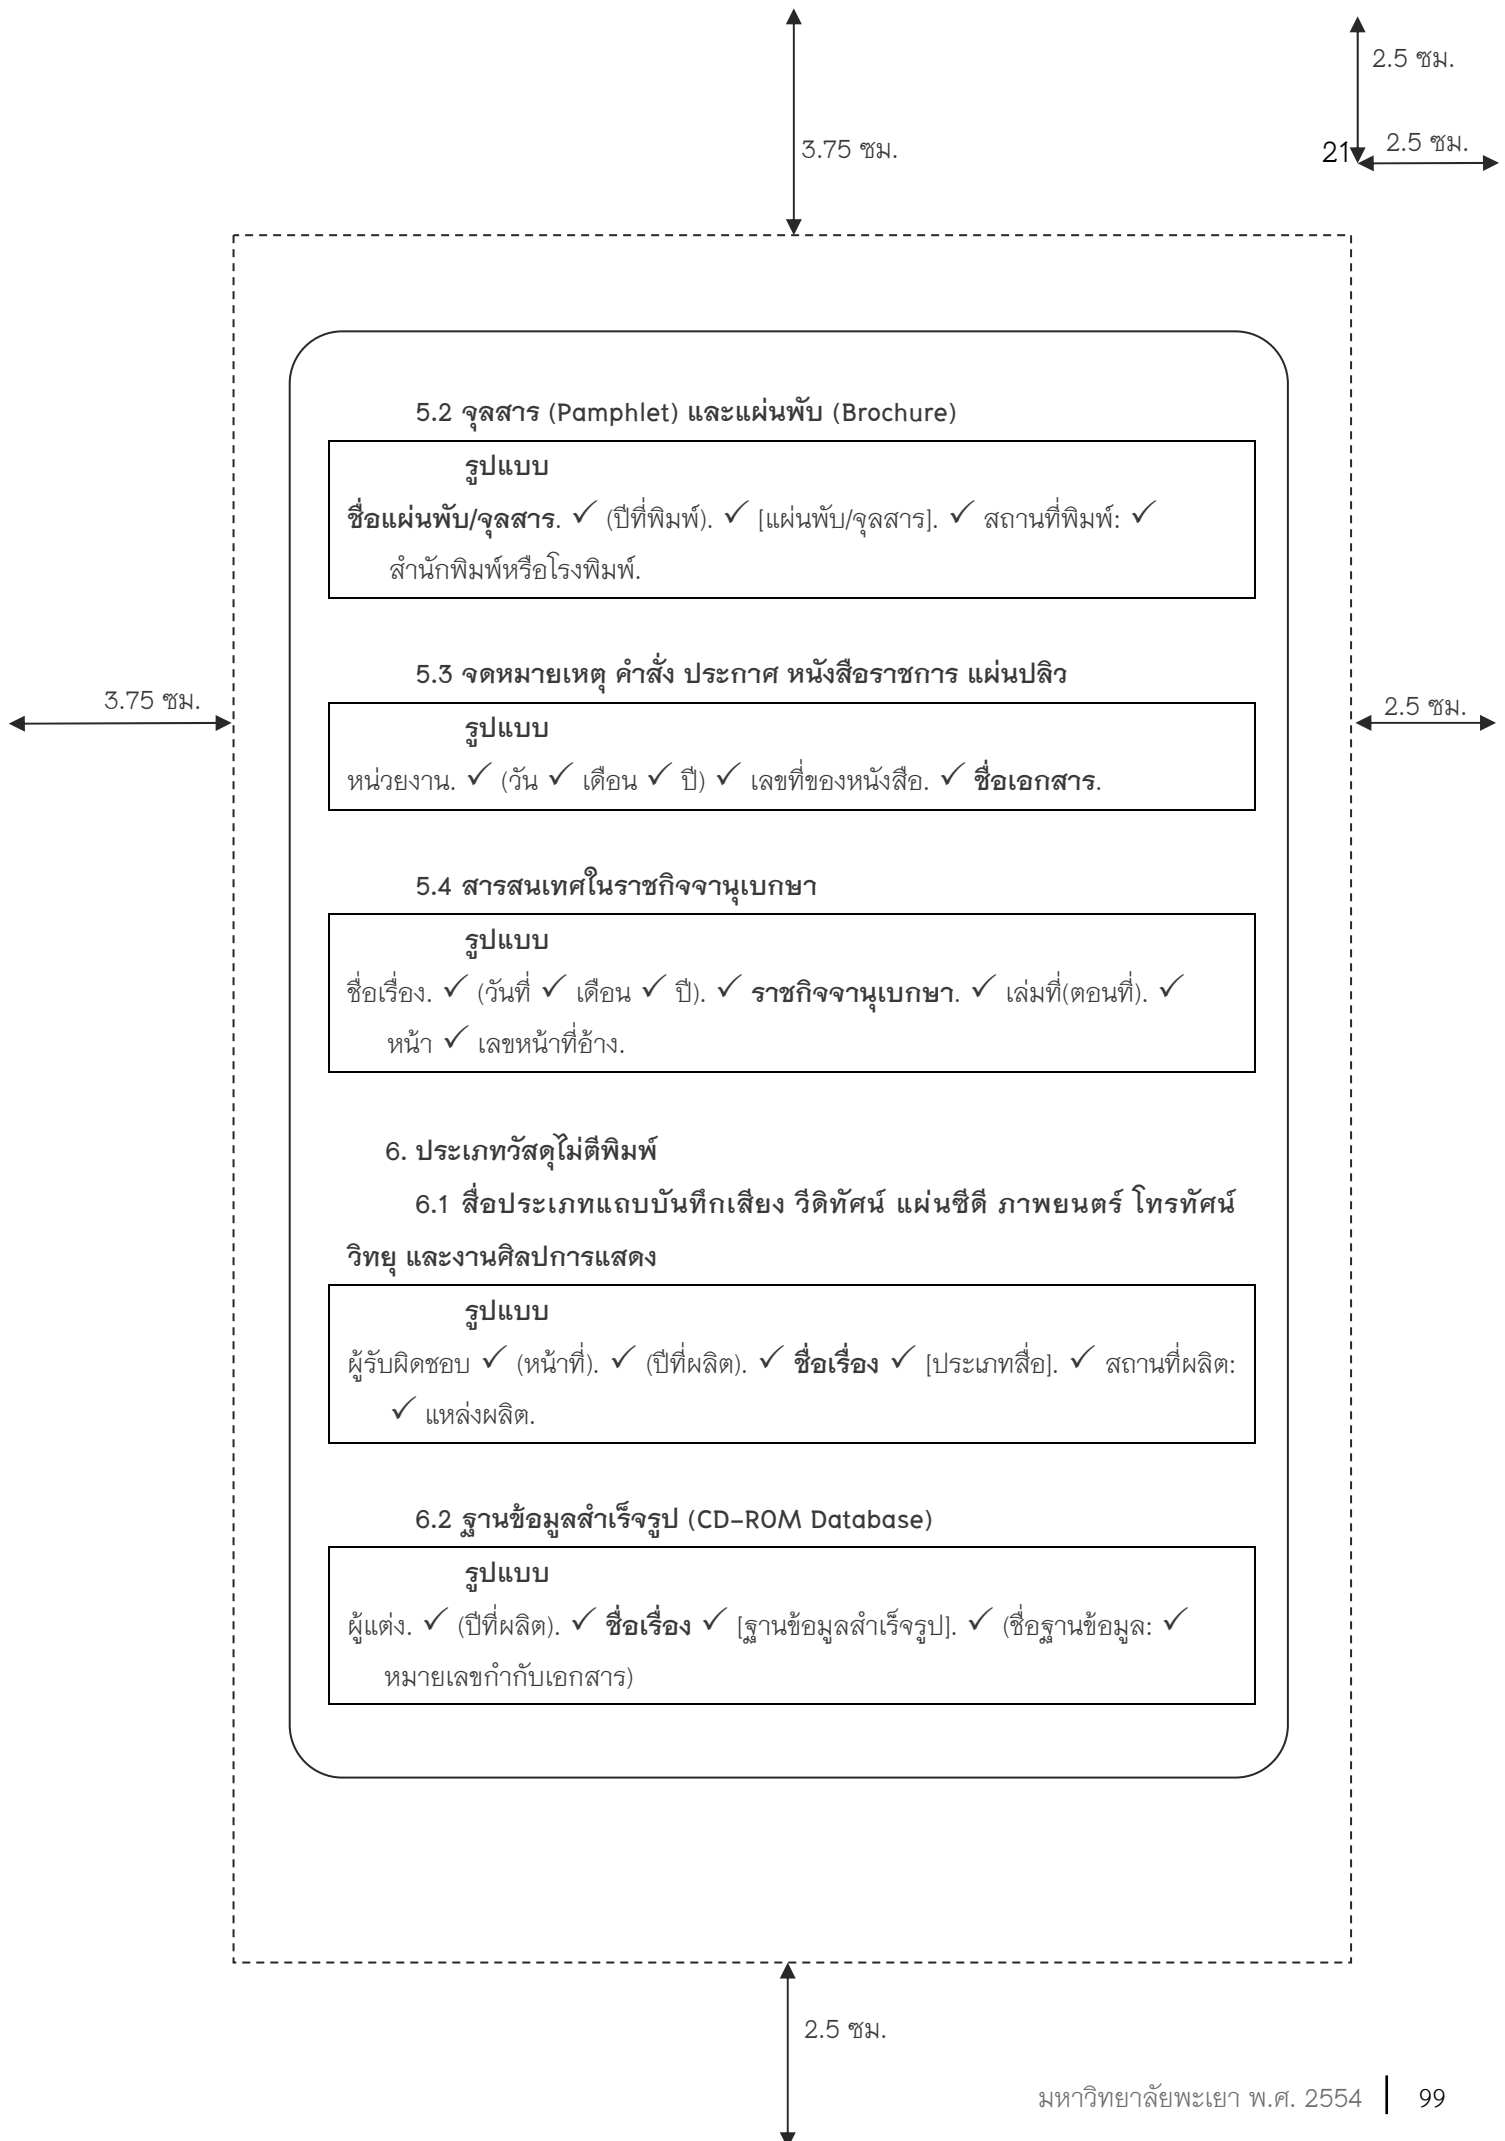 2.5 ซม.
3.75 ซม.
21
2.5 ซม.
5.2 จุลสาร (Pamphlet) และแผ่นพับ (Brochure)
รูปแบบ
ชื่อแผ่นพับ/จุลสาร. ✓ (ปีที่พิมพ์). ✓ [แผ่นพับ/จุลสาร]. ✓ สถานที่พิมพ์: ✓
สำนักพิมพ์หรือโรงพิมพ์.
5.3 จดหมายเหตุ คำสั่ง ประกาศ หนังสือราชการ แผ่นปลิว
3.75 ซม.
2.5 ซม.
รูปแบบ
หน่วยงาน. ✓ (วัน ✓ เดือน ✓ ปี) ✓ เลขที่ของหนังสือ. ✓ ชื่อเอกสาร.
5.4 สารสนเทศในราชกิจจานุเบกษา
รูปแบบ
ชื่อเรื่อง. ✓ (วันที่ ✓ เดือน ✓ ปี). ✓ ราชกิจจานุเบกษา. ✓ เล่มที่(ตอนที่). ✓
หน้า ✓ เลขหน้าที่อ้าง.
6. ประเภทวัสดุไม่ตีพิมพ์
6.1 สื่อประเภทแถบบันทึกเสียง วีดิทัศน์ แผ่นซีดี ภาพยนตร์ โทรทัศน์
วิทยุ และงานศิลปการแสดง
รูปแบบ
ผู้รับผิดชอบ ✓ (หน้าที่). ✓ (ปีที่ผลิต). ✓ ชื่อเรื่อง ✓ [ประเภทสื่อ]. ✓ สถานที่ผลิต:
✓ แหล่งผลิต.
6.2 ฐานข้อมูลสำเร็จรูป (CD-ROM Database)
รูปแบบ
ผู้แต่ง. ✓ (ปีที่ผลิต). ✓ ชื่อเรื่อง ✓ [ฐานข้อมูลสำเร็จรูป]. ✓ (ชื่อฐานข้อมูล: ✓
หมายเลขกำกับเอกสาร)
2.5 ซม.
มหาวิทยาลัยพะเยา พ.ศ. 2554 | 99